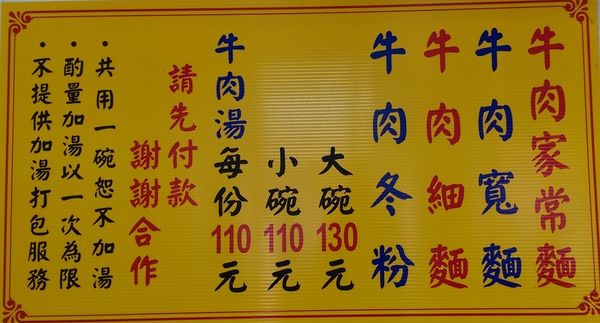 牛肉家常麵
牛肉寬麵
牛肉細麵
牛肉冬粉
大碗130元
小碗110元
牛肉湯每份110元
請先付款
謝謝合作
·共用一碗恕不加湯
·酌量加湯以一次為限
·不提供加湯打包服務